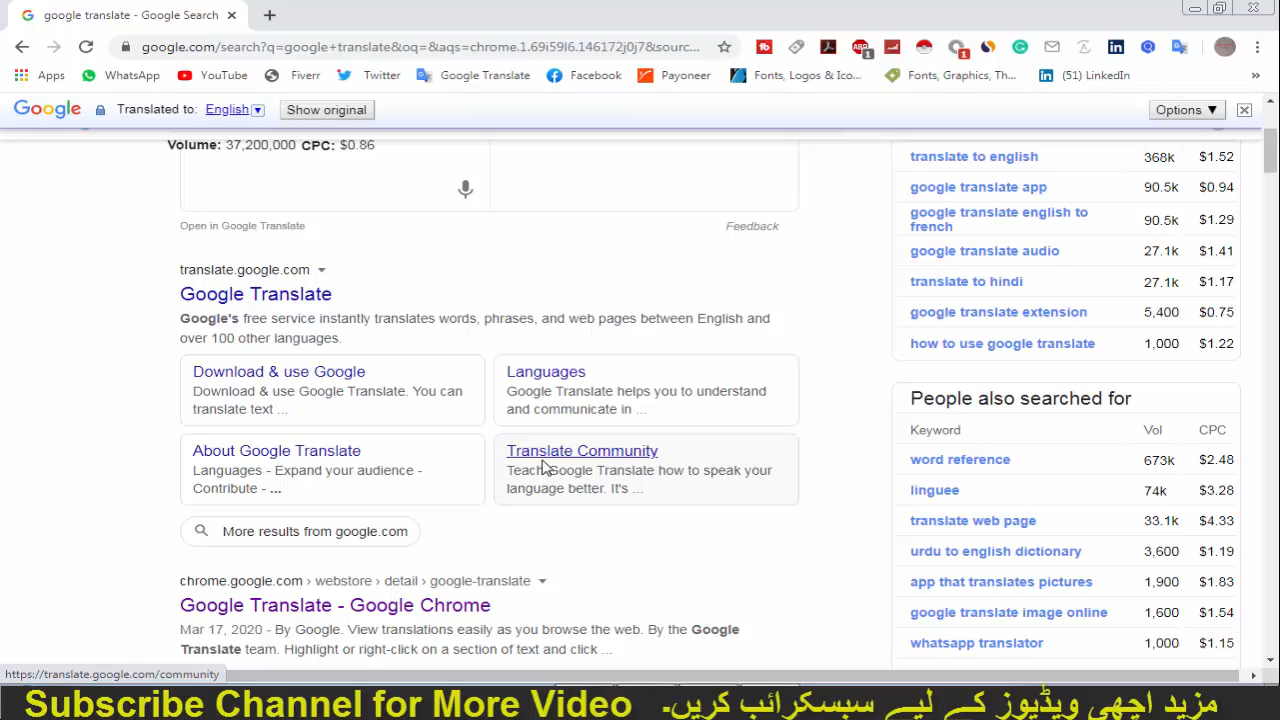 google translate - Google Search
google.com/search?q=google+translate&oq=&aqs=chrome.1.69i59l6.146172j0j7&sourc...
Apps WhatsApp YouTube Fiverr Twitter Google Translate Facebook Payoneer Fonts, Logos & Ico... Fonts, Graphics, Th... (51) LinkedIn »
Google Translated to: English Show original Options ▼
Volume: 37,200,000 CPC: $0.86
Open in Google Translate Feedback
translate.google.com
Google Translate
Google's free service instantly translates words, phrases, and web pages between English and
over 100 other languages.
Download & use Google
Download & use Google Translate. You can
translate text ...
Languages
Google Translate helps you to understand
and communicate in ...
About Google Translate
Languages - Expand your audience -
Contribute - ...
Translate Community
Teach Google Translate how to speak your
language better. It's ...
More results from google.com
chrome.google.com › webstore › detail › google-translate
Google Translate - Google Chrome
Mar 17, 2020 - By Google. View translations easily as you browse the web. By the Google
Translate team. Highlight or right-click on a section of text and click ...
translate to english 368k $1.52
google translate app 90.5k $0.94
google translate english to
french 90.5k $1.29
google translate audio 27.1k $1.41
translate to hindi 27.1k $1.17
google translate extension 5,400 $0.75
how to use google translate 1,000 $1.22
People also searched for
Keyword Vol CPC
word reference 673k $2.48
linguee 74k $3.28
translate web page 33.1k $4.33
urdu to english dictionary 3,600 $1.19
app that translates pictures 1,900 $1.83
google translate image online 1,600 $1.54
whatsapp translator 1,000 $1.15
https://translate.google.com/community
Subscribe Channel for More Video
مزید اچھی ویڈیوز کے لیے سبسکرائب کریں۔